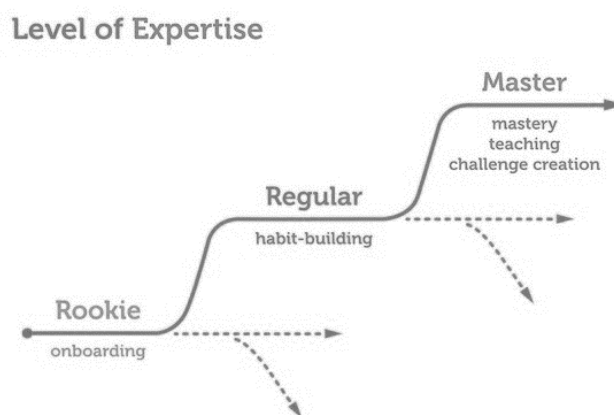 Level of Expertise
Master
mastery
teaching
challenge creation
Regular
habit-building
Rookie
onboarding